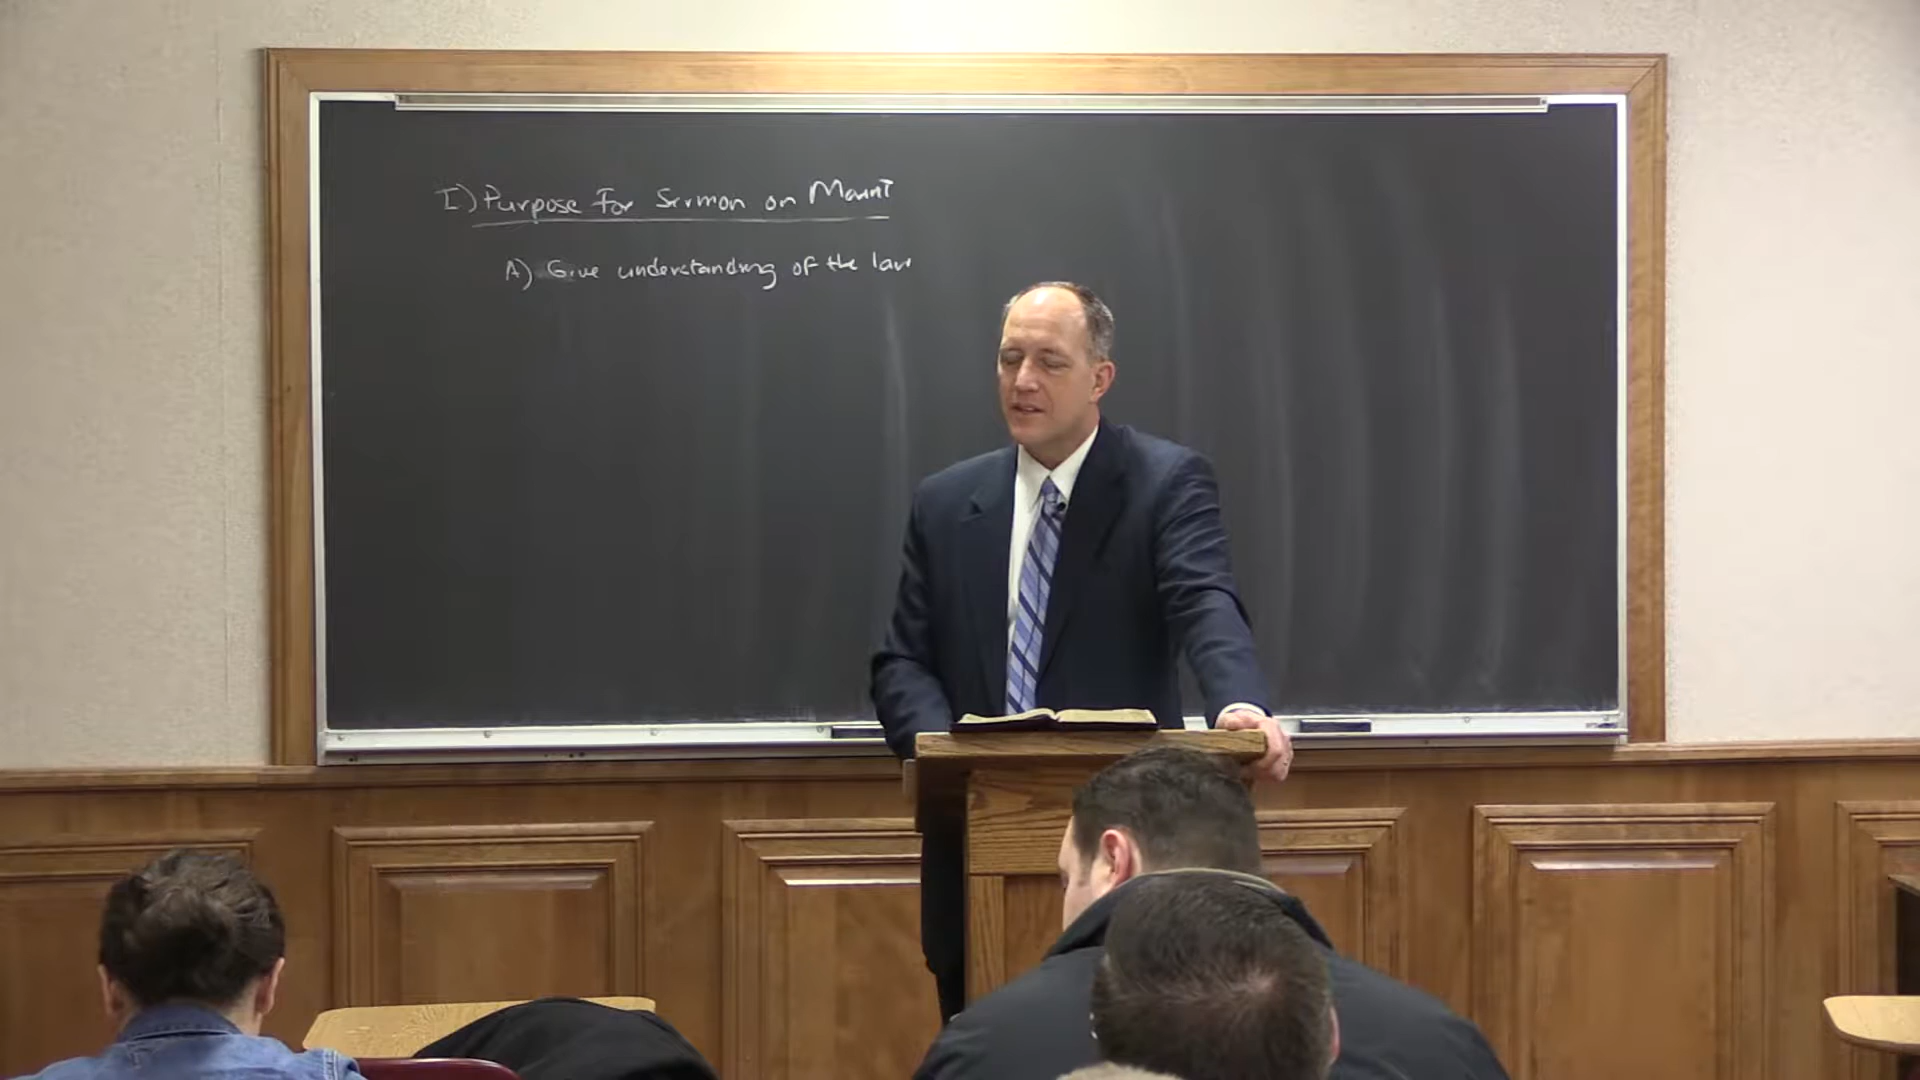 I) Purpose For Sermon on Mount
A) Give understanding of the law